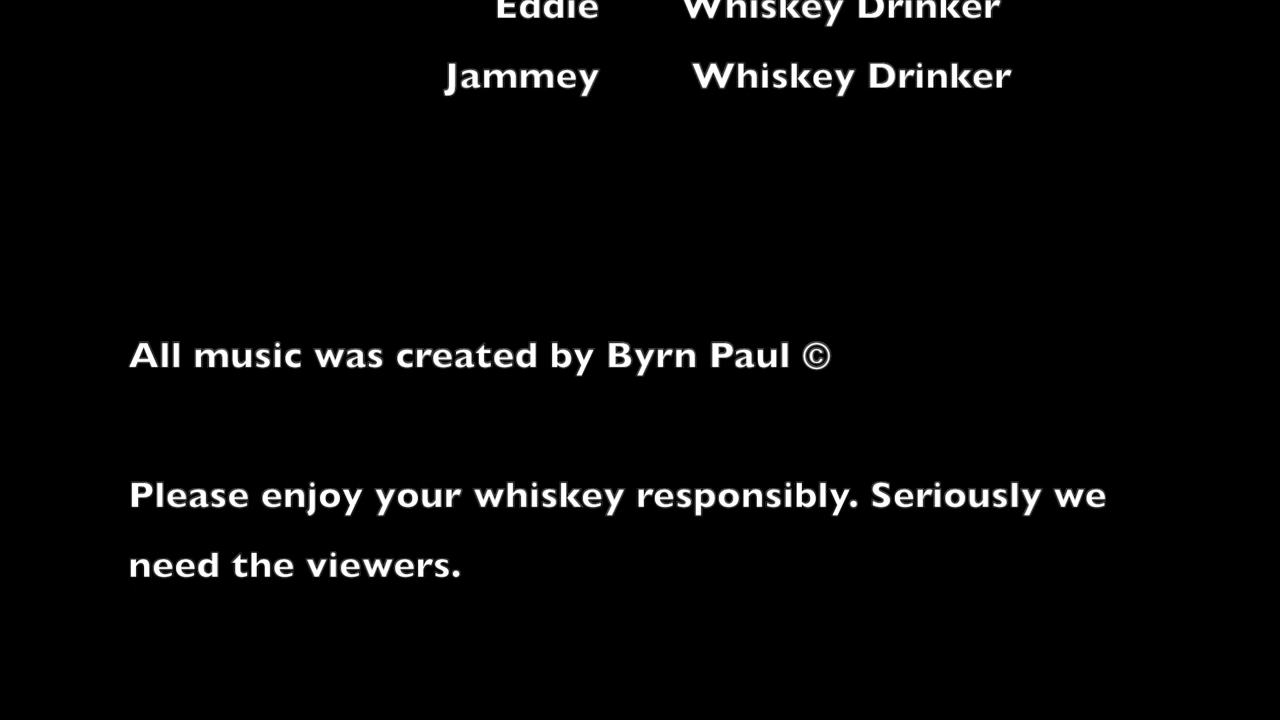 Eddie Whiskey Drinker
Jammey Whiskey Drinker
All music was created by Byrn Paul ©
Please enjoy your whiskey responsibly. Seriously we
need the viewers.